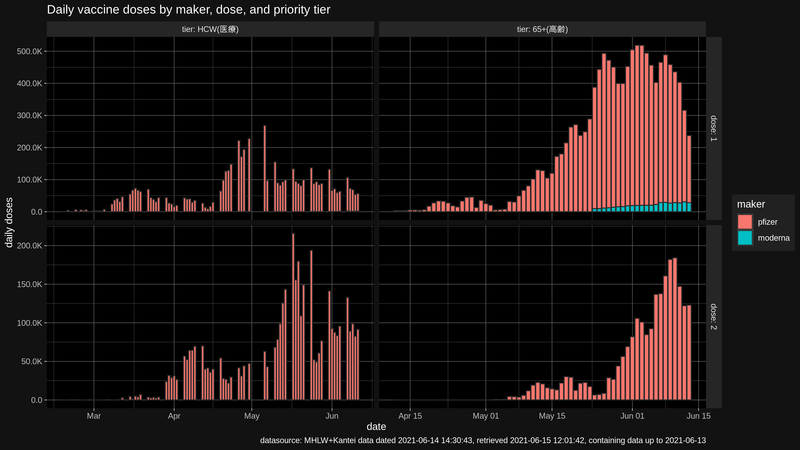 Daily vaccine doses by maker, dose, and priority tier
tier: HCW(医療)
tier: 65+(高齢)
500.0K
400.0K
300.0K
200.0K
100.0K
0.0
dose: 1
200.0K
150.0K
100.0K
50.0K
0.0
dose: 2
daily doses
Mar
Apr
May
Jun
Apr 15
May 01
May 15
Jun 01
Jun 15
date
maker
pfizer
moderna
datasource: MHLW+Kantei data dated 2021-06-14 14:30:43, retrieved 2021-06-15 12:01:42, containing data up to 2021-06-13